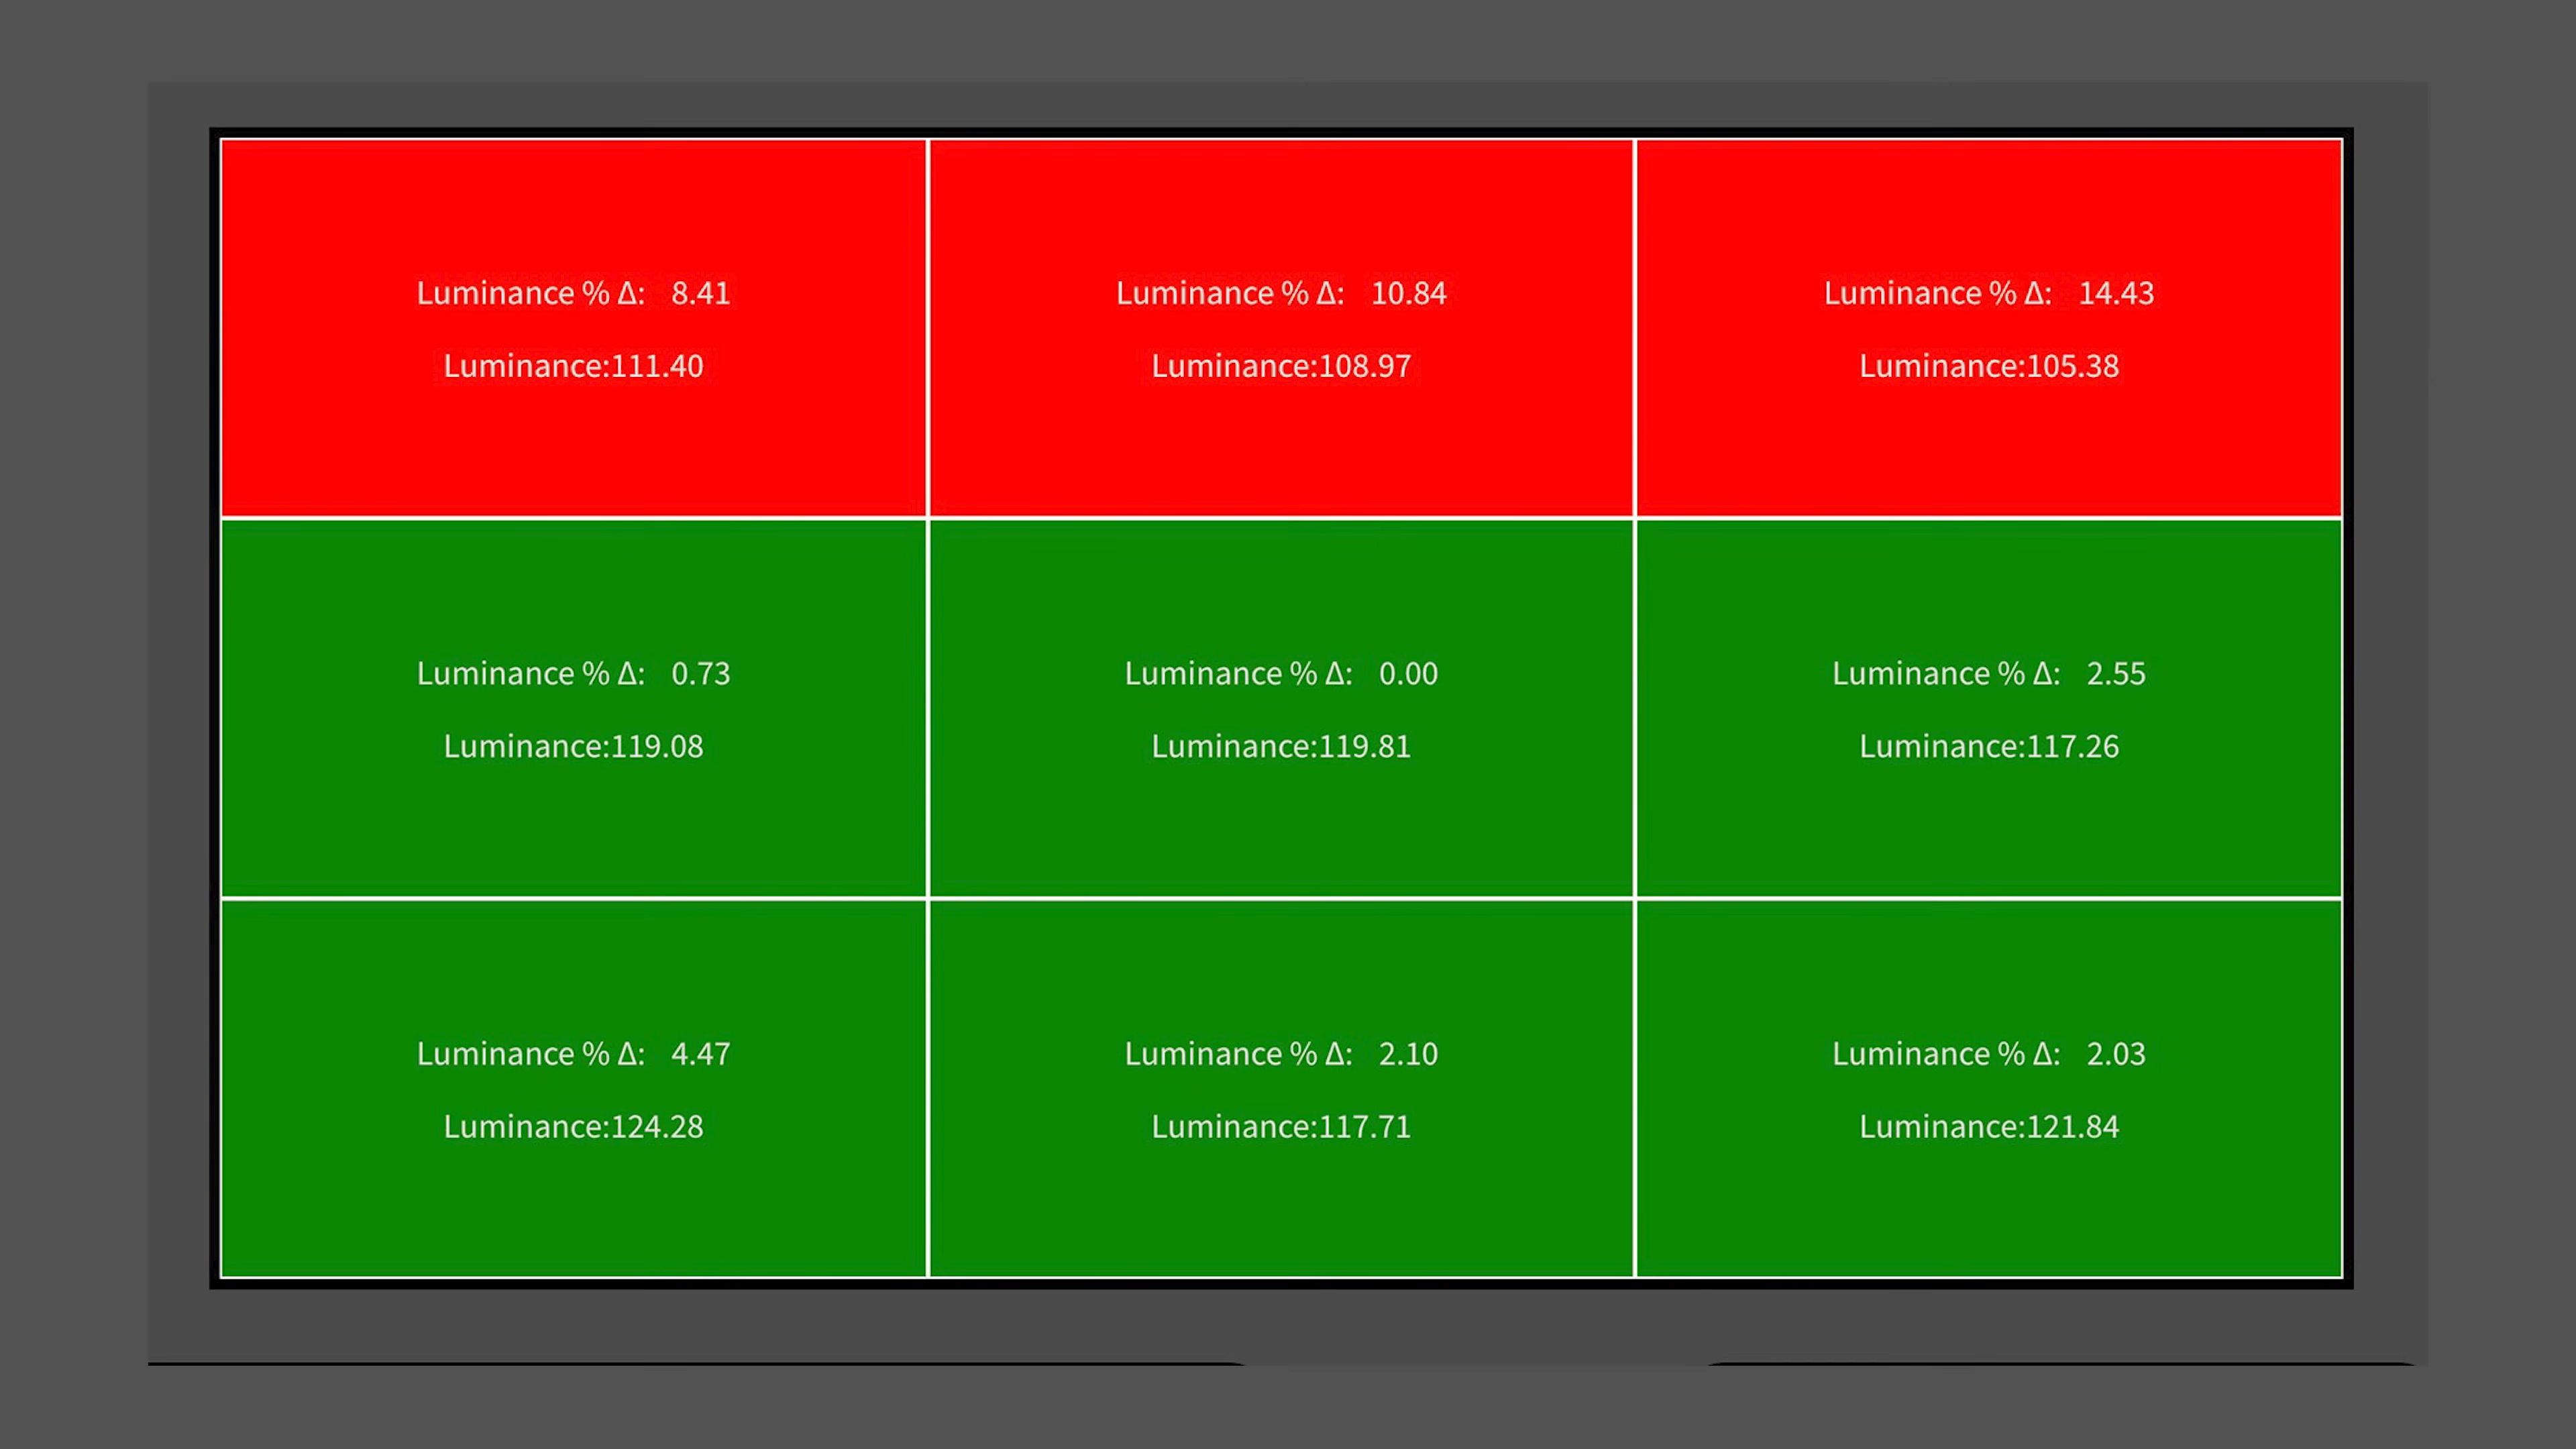 Luminance % Δ: 8.41
Luminance:111.40
Luminance % Δ: 10.84
Luminance:108.97
Luminance % Δ: 14.43
Luminance:105.38
Luminance % Δ: 0.73
Luminance:119.08
Luminance % Δ: 0.00
Luminance:119.81
Luminance % Δ: 2.55
Luminance:117.26
Luminance % Δ: 4.47
Luminance:124.28
Luminance % Δ: 2.10
Luminance:117.71
Luminance % Δ: 2.03
Luminance:121.84